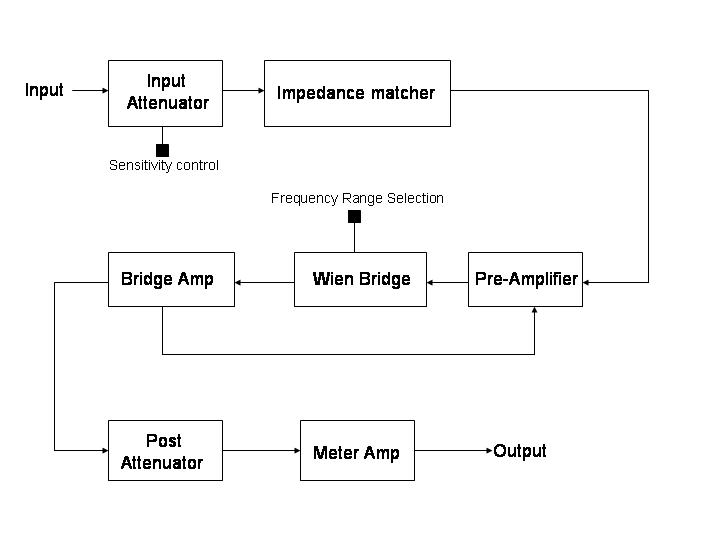 Input
Input
Attenuator
Impedance matcher
Sensitivity control
Frequency Range Selection
Bridge Amp
Wien Bridge
Pre-Amplifier
Post
Attenuator
Meter Amp
Output